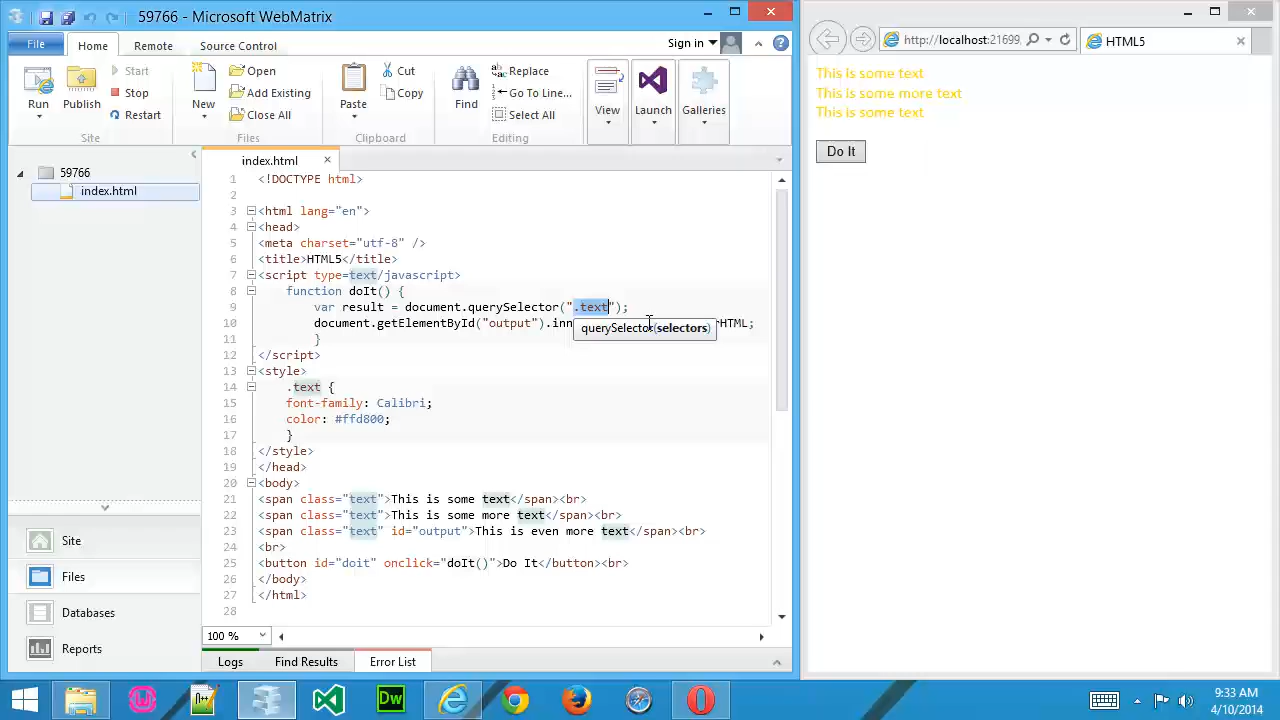 59766 - Microsoft WebMatrix
File Home Remote Source Control Sign in
Run Publish Start Stop Restart Site
New Open Add Existing Close All Files
Paste Cut Copy Clipboard
Find Replace Go To Line... Select All Editing
View Launch Galleries
59766
index.html
Site
Files
Databases
Reports
index.html
1 <!DOCTYPE html>
2
3 <html lang="en">
4 <head>
5 <meta charset="utf-8" />
6 <title>HTML5</title>
7 <script type=text/javascript>
8 function doIt() {
9 var result = document.querySelector(".text");
10 document.getElementById("output").inn HTML;
querySelector(selectors)
11 }
12 </script>
13 <style>
14 .text {
15 font-family: Calibri;
16 color: #ffd800;
17 }
18 </style>
19 </head>
20 <body>
21 <span class="text">This is some text</span><br>
22 <span class="text">This is some more text</span><br>
23 <span class="text" id="output">This is even more text</span><br>
24 <br>
25 <button id="doit" onclick="doIt()">Do It</button><br>
26 </body>
27 </html>
28
100 %
Logs Find Results Error List
http://localhost:21699
HTML5
This is some text
This is some more text
This is some text
Do It
Dw
9:33 AM
4/10/2014